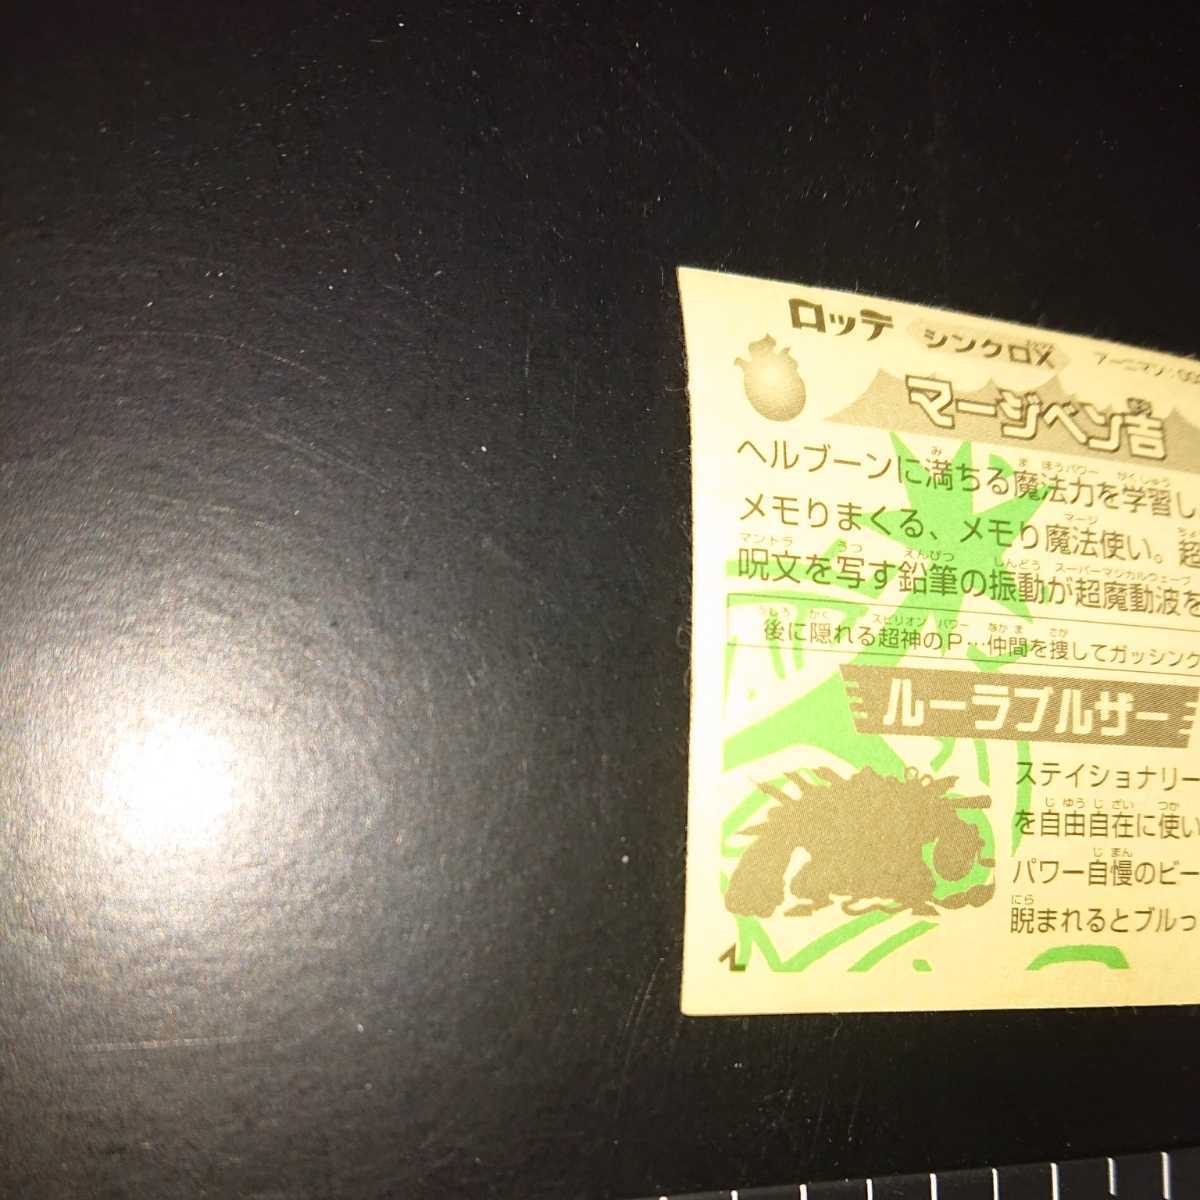 ロッテ シンクロX アーニマン:
マージペン吉
ヘルブーンに満ちる魔法力を学習し
メモりまくる、メモり魔法使い。超
呪文を写す鉛筆の振動が超魔動波を
後に隠れる超神のP…仲間を捜してガッシンク
ルーラブルザー
ステイショナリー
を自由自在に使い
パワー自慢のビー
睨まれるとブルっ